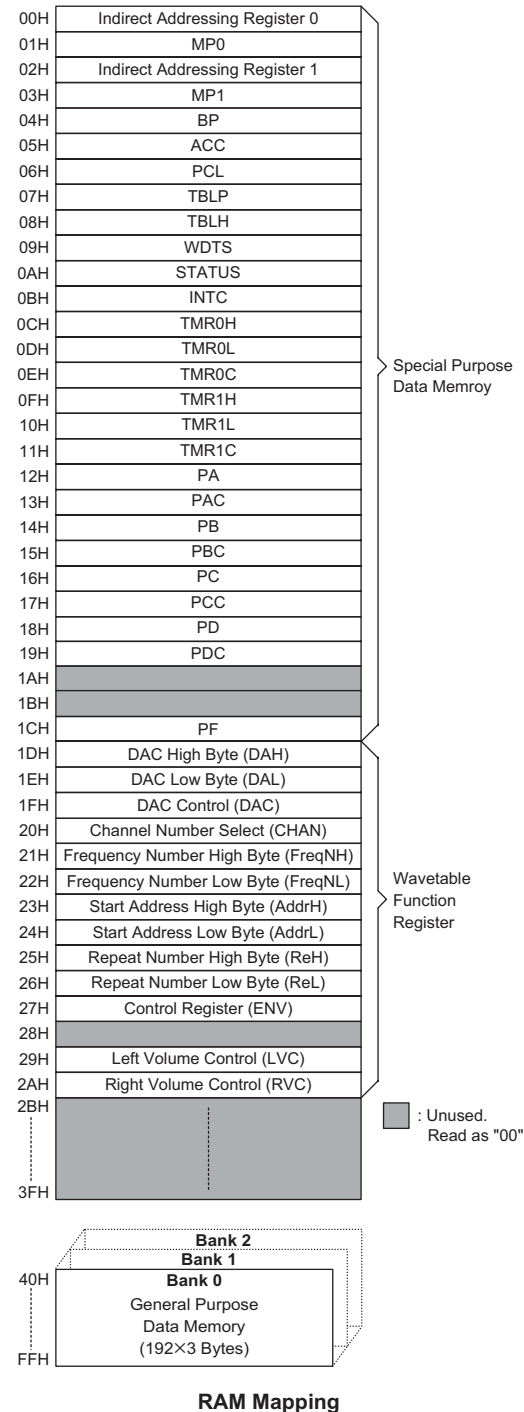 00H Indirect Addressing Register 0
01H MP0
02H Indirect Addressing Register 1
03H MP1
04H BP
05H ACC
06H PCL
07H TBLP
08H TBLH
09H WDTS
0AH STATUS
0BH INTC
0CH TMR0H
0DH TMR0L
0EH TMR0C
0FH TMR1H
10H TMR1L
11H TMR1C
12H PA
13H PAC
14H PB
15H PBC
16H PC
17H PCC
18H PD
19H PDC
1AH
1BH
1CH PF
Special Purpose
Data Memroy
1DH DAC High Byte (DAH)
1EH DAC Low Byte (DAL)
1FH DAC Control (DAC)
20H Channel Number Select (CHAN)
21H Frequency Number High Byte (FreqNH)
22H Frequency Number Low Byte (FreqNL)
23H Start Address High Byte (AddrH)
24H Start Address Low Byte (AddrL)
25H Repeat Number High Byte (ReH)
26H Repeat Number Low Byte (ReL)
27H Control Register (ENV)
28H
29H Left Volume Control (LVC)
2AH Right Volume Control (RVC)
Wavetable
Function
Register
2BH
3FH
: Unused.
Read as "00"
Bank 2
Bank 1
40H Bank 0
General Purpose
Data Memory
(192×3 Bytes)
FFH
RAM Mapping